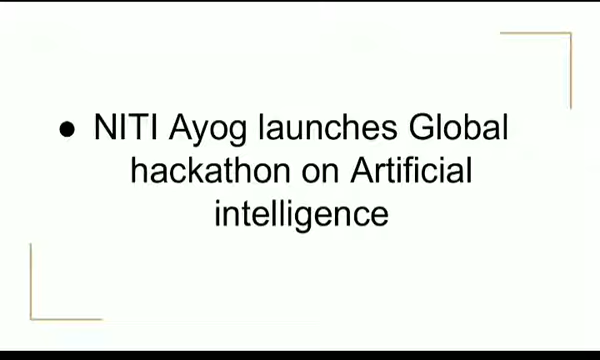 ● NITI Ayog launches Global
hackathon on Artificial
intelligence